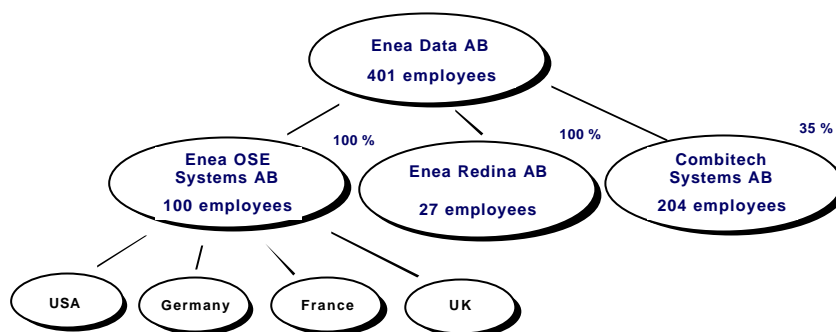 Enea Data AB
401 employees
100 %
100 %
35 %
Enea OSE
Systems AB
100 employees
Enea Redina AB
27 employees
Combitech
Systems AB
204 employees
USA
Germany
France
UK